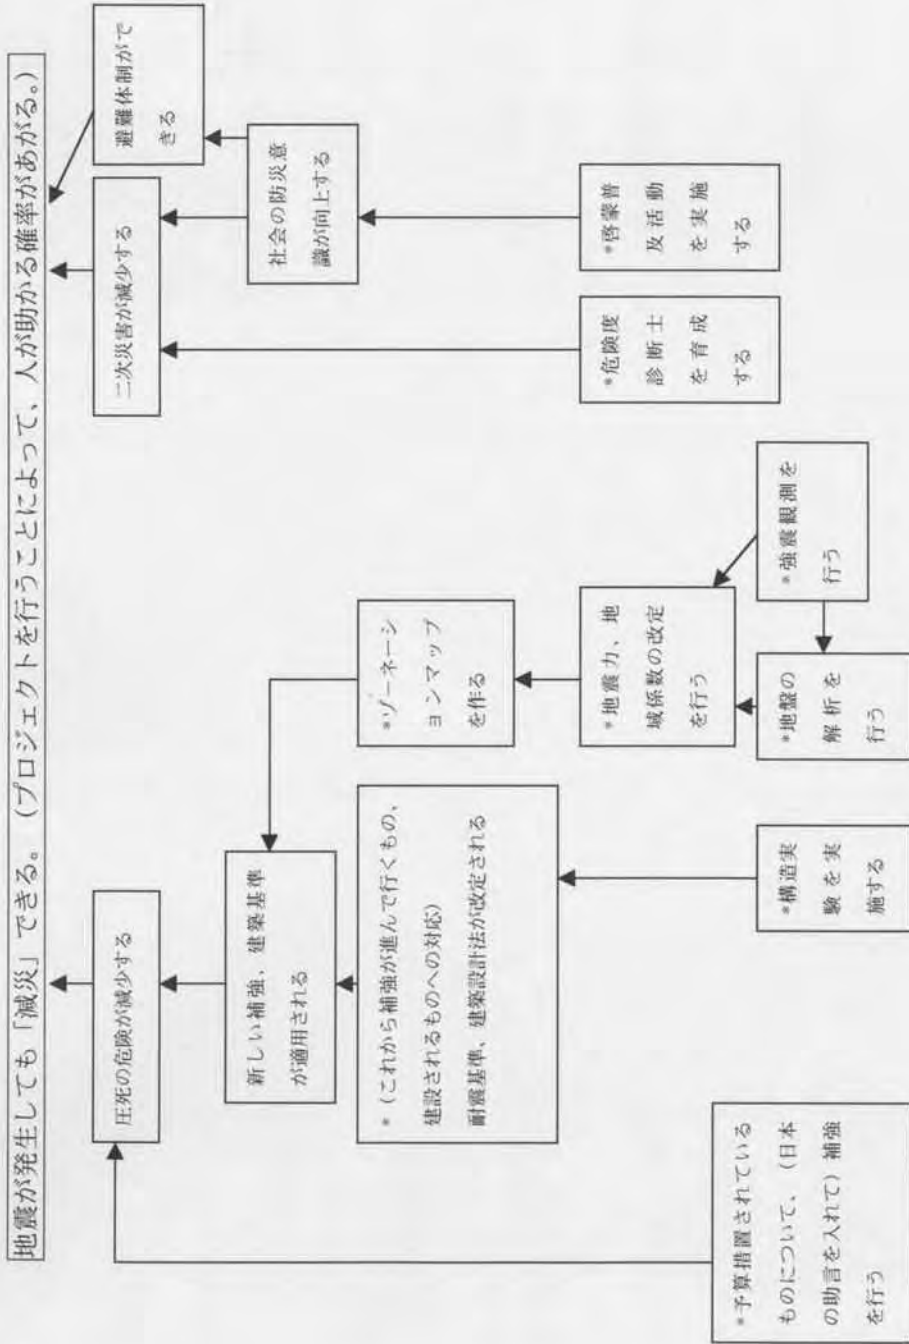 地震が発生しても「減災」できる。（プロジェクトを行うことによって、人が助かる確率があがる。）
圧死の危険が減少する
二次災害が減少する
避難体制がで
きる
新しい補強、建築基準
が適用される
社会の防災意
識が向上する
*（これから補強が進んで行くもの、
建設されるものへの対応）
耐震基準、建築設計法が改定される
*ゾーネーシ
ョンマップ
を作る
*地震力、地
域係数の改定
を行う
*危険度
診断士
を育成
する
*啓蒙普
及活動
を実施
する
*予算措置されている
ものについて、（日本
の助言を入れて）補強
を行う
*構造実
験を実
施する
*地盤の
解析を
行う
*強震観測を
行う